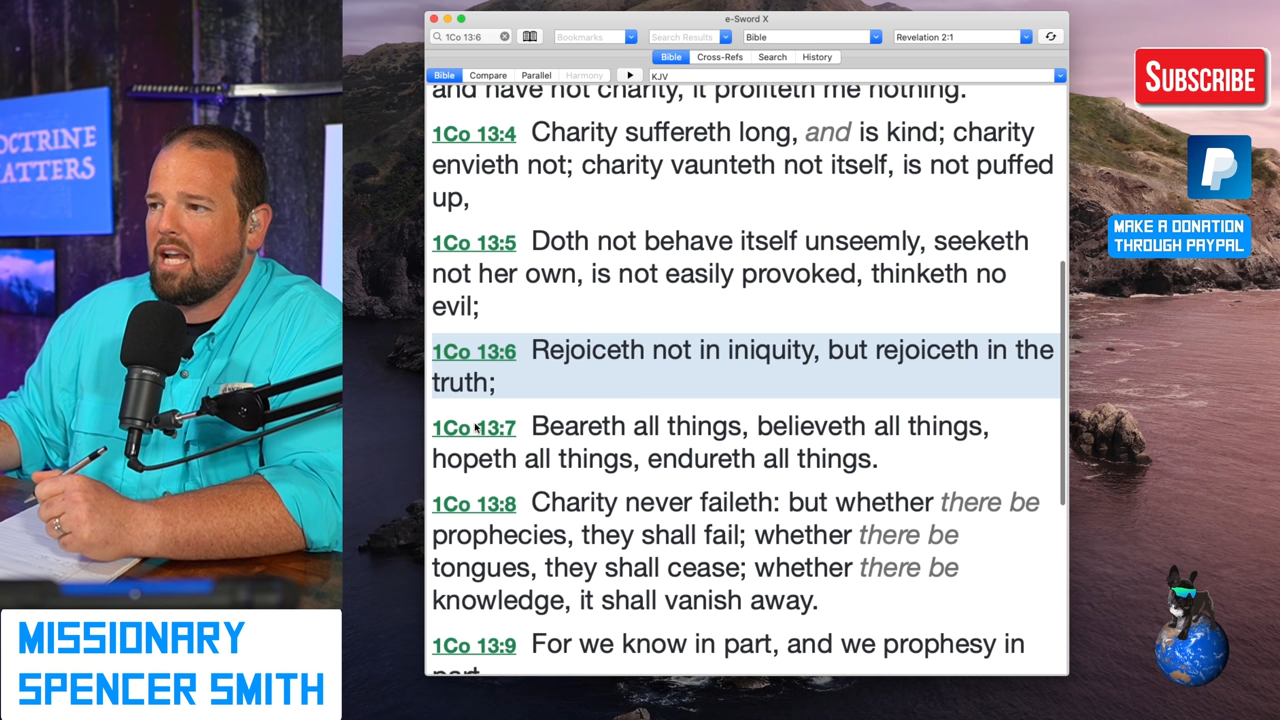 DOCTRINE
MATTERS
MISSIONARY
SPENCER SMITH
e-Sword X
1Co 13:6
Bookmarks
Search Results
Bible
Revelation 2:1
Bible
Cross-Refs
Search
History
Bible
Compare
Parallel
Harmony
KJV
and have not charity, it profiteth me nothing.
1Co 13:4 Charity suffereth long, and is kind; charity
envieth not; charity vaunteth not itself, is not puffed
up,
1Co 13:5 Doth not behave itself unseemly, seeketh
not her own, is not easily provoked, thinketh no
evil;
1Co 13:6 Rejoiceth not in iniquity, but rejoiceth in the
truth;
1Co 13:7 Beareth all things, believeth all things,
hopeth all things, endureth all things.
1Co 13:8 Charity never faileth: but whether there be
prophecies, they shall fail; whether there be
tongues, they shall cease; whether there be
knowledge, it shall vanish away.
1Co 13:9 For we know in part, and we prophesy in
part.
SUBSCRIBE
MAKE A DONATION
THROUGH PAYPAL